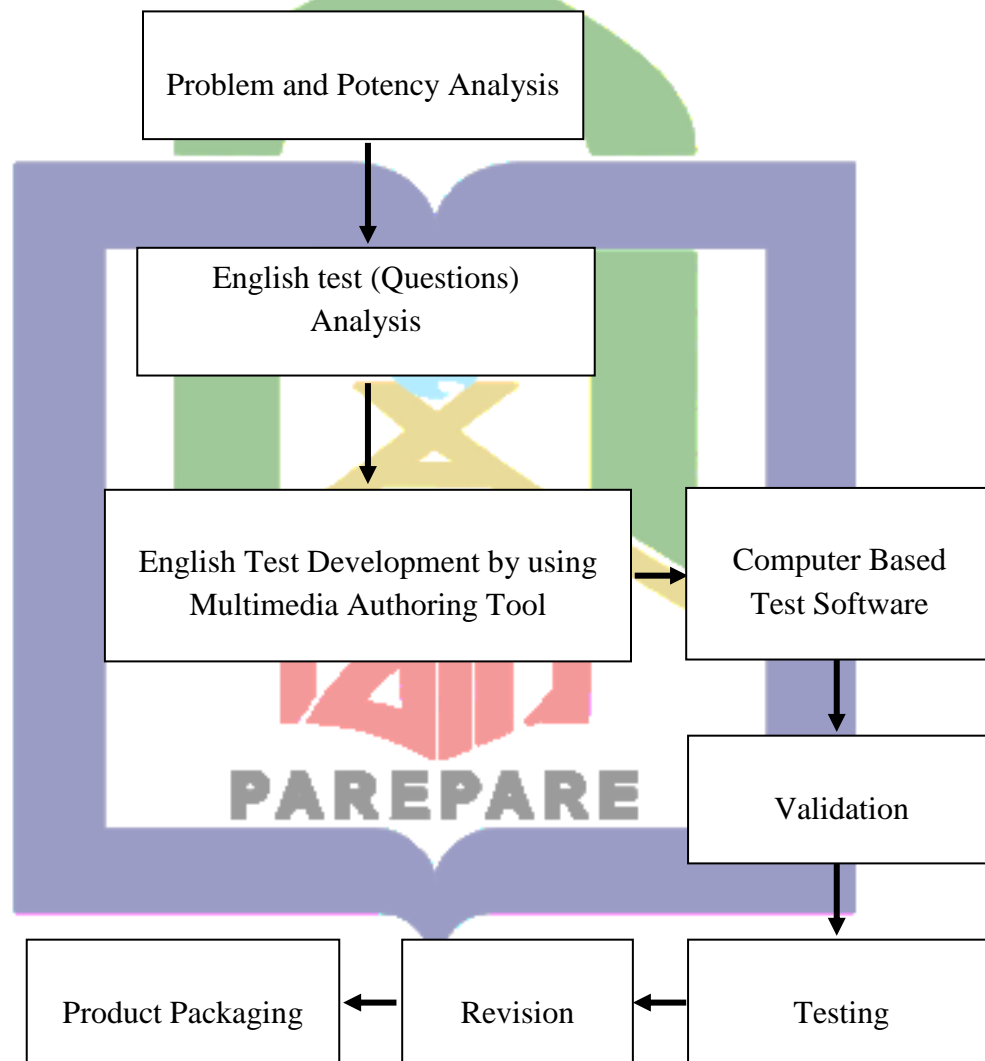 Problem and Potency Analysis
English test (Questions)
Analysis
English Test Development by using
Multimedia Authoring Tool
Computer Based
Test Software
PAREPARE
Validation
Product Packaging
Revision
Testing